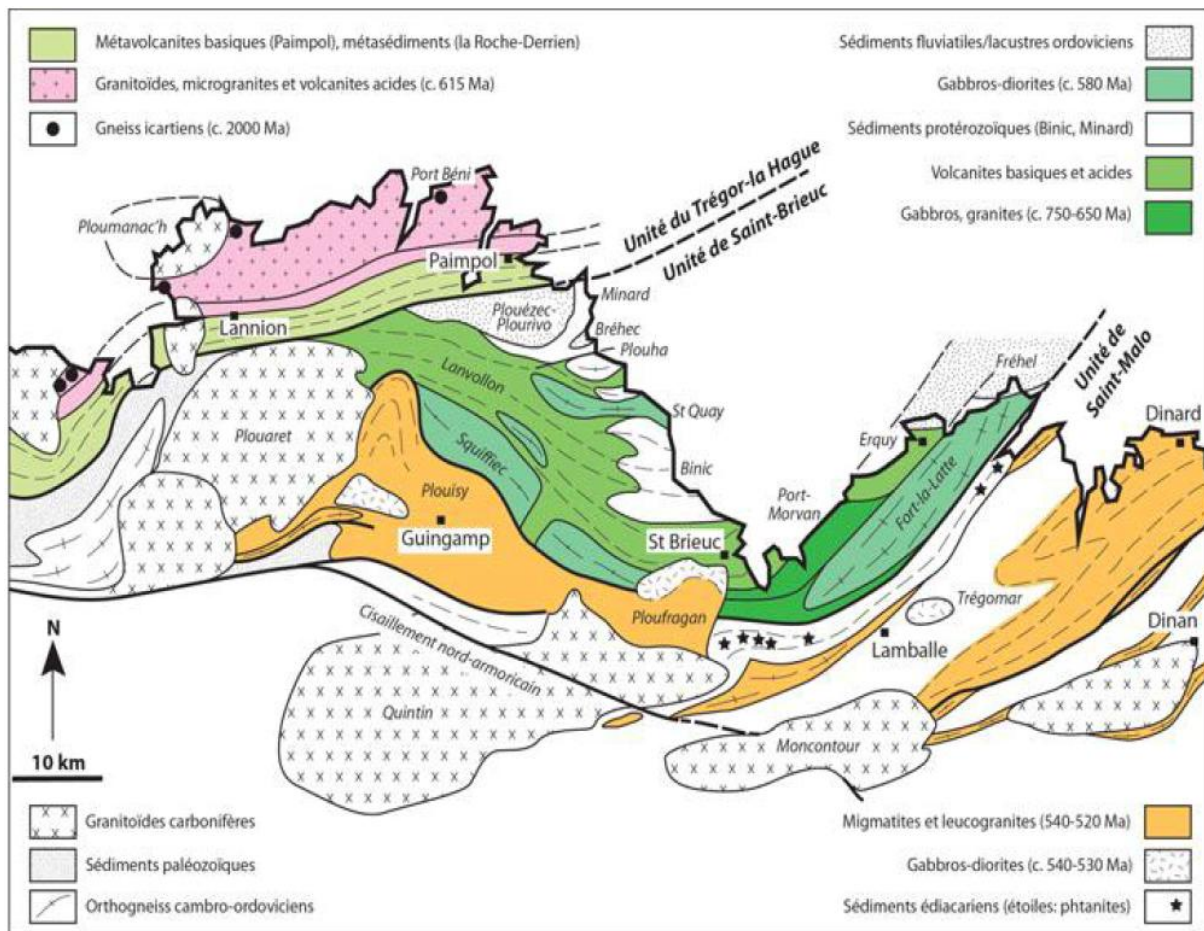 Métavolcanites basiques (Paimpol), métasédiments (la Roche-Derrien)
Granitoïdes, microgranites et volcanites acides (c. 615 Ma)
Gneiss icartiens (c. 2000 Ma)
Sédiments fluviatiles/lacustres ordoviciens
Gabbros-diorites (c. 580 Ma)
Sédiments protérozoïques (Binic, Minard)
Volcanites basiques et acides
Gabbros, granites (c. 750-650 Ma)
Port Béni
Ploumanac'h
Unité du Trégor-la Hague
Unité de Saint-Brieuc
Paimpol
Minard
Lannion
Plouézec-
Plourivo
Bréhec
Plouha
Fréhel
Unité de
Saint-Malo
Lanvollon
Dinard
St Quay
Erquy
Plouaret
Squiffiec
Binic
Fort-la-Latte
Plouisy
Port-
Morvan
Guingamp
St Brieuc
Trégomar
Ploufragan
Dinan
Lamballe
Cisaillement nord-armoricain
N
Quintin
Moncontour
10 km
Granitoïdes carbonifères
Sédiments paléozoïques
Orthogneiss cambro-ordoviciens
Migmatites et leucogranites (540-520 Ma)
Gabbros-diorites (c. 540-530 Ma)
Sédiments édiacariens (étoiles: phtanites)